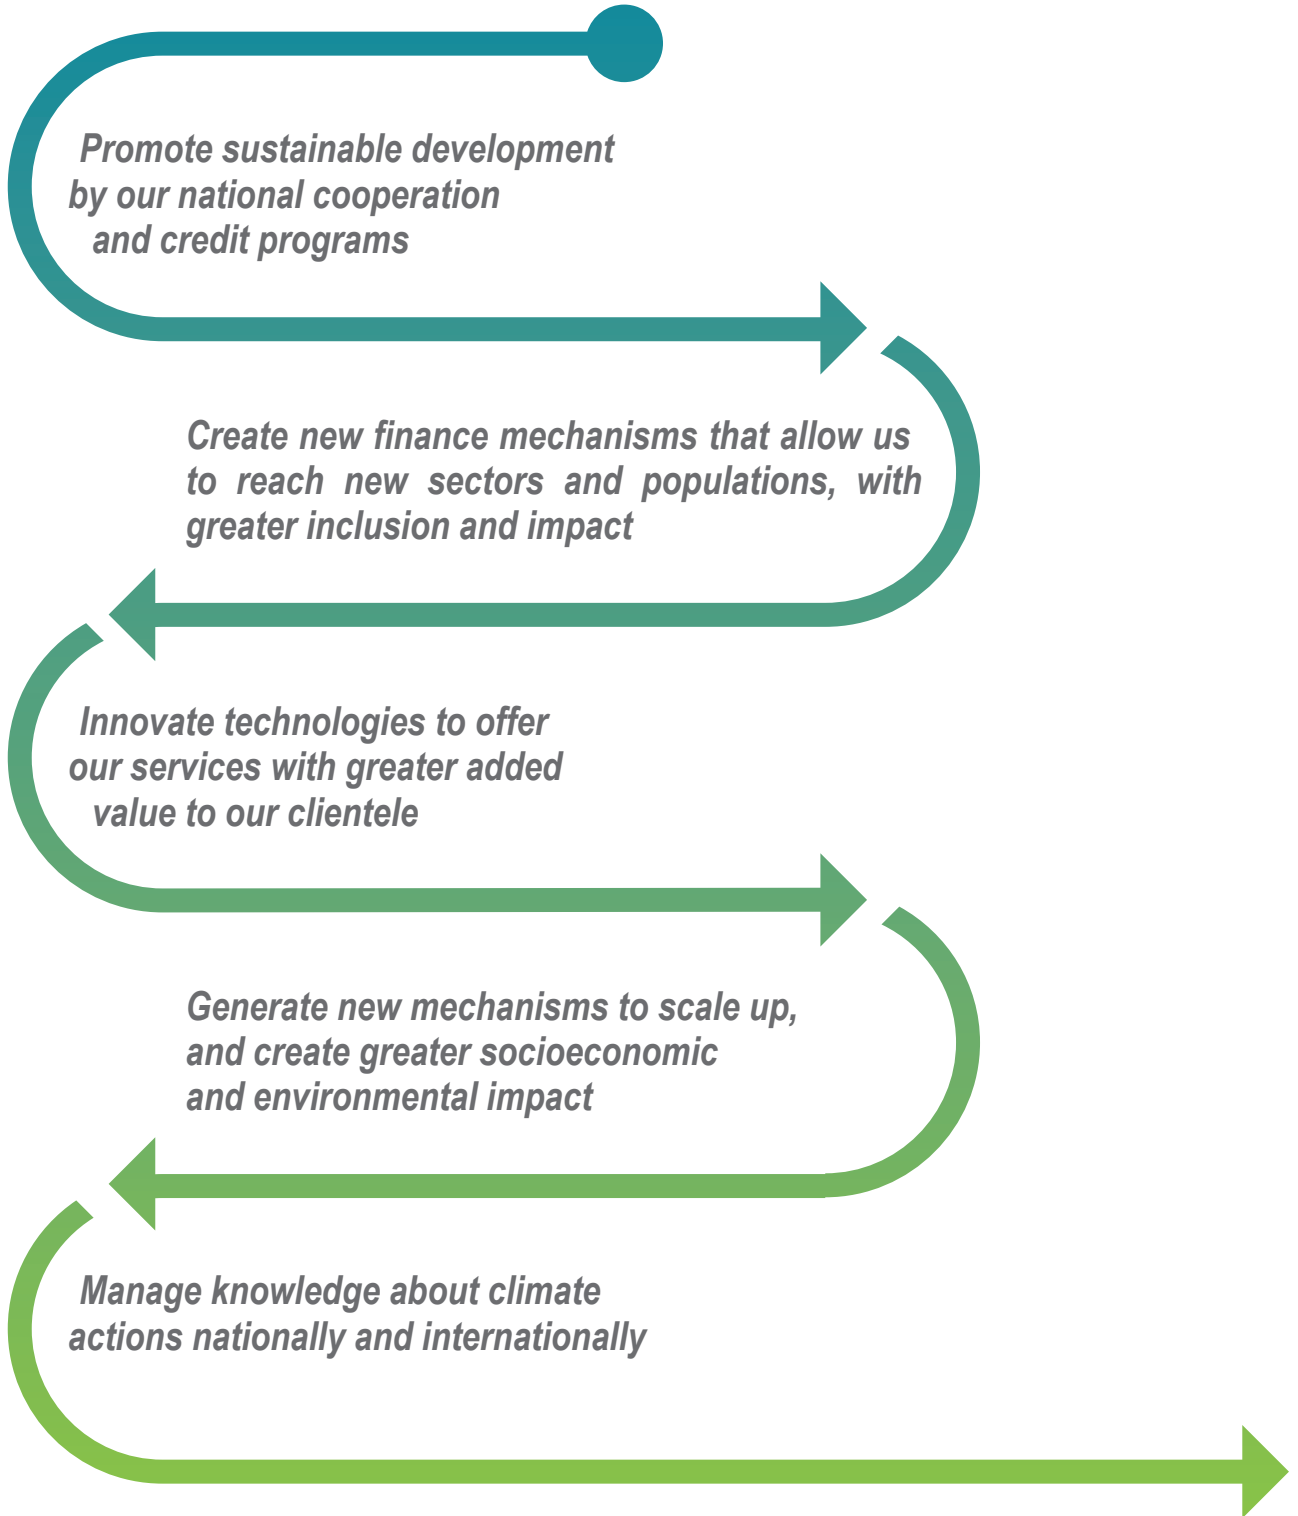 Promote sustainable development
by our national cooperation
and credit programs
Create new finance mechanisms that allow us
to reach new sectors and populations, with
greater inclusion and impact
Innovate technologies to offer
our services with greater added
value to our clientele
Generate new mechanisms to scale up,
and create greater socioeconomic
and environmental impact
Manage knowledge about climate
actions nationally and internationally